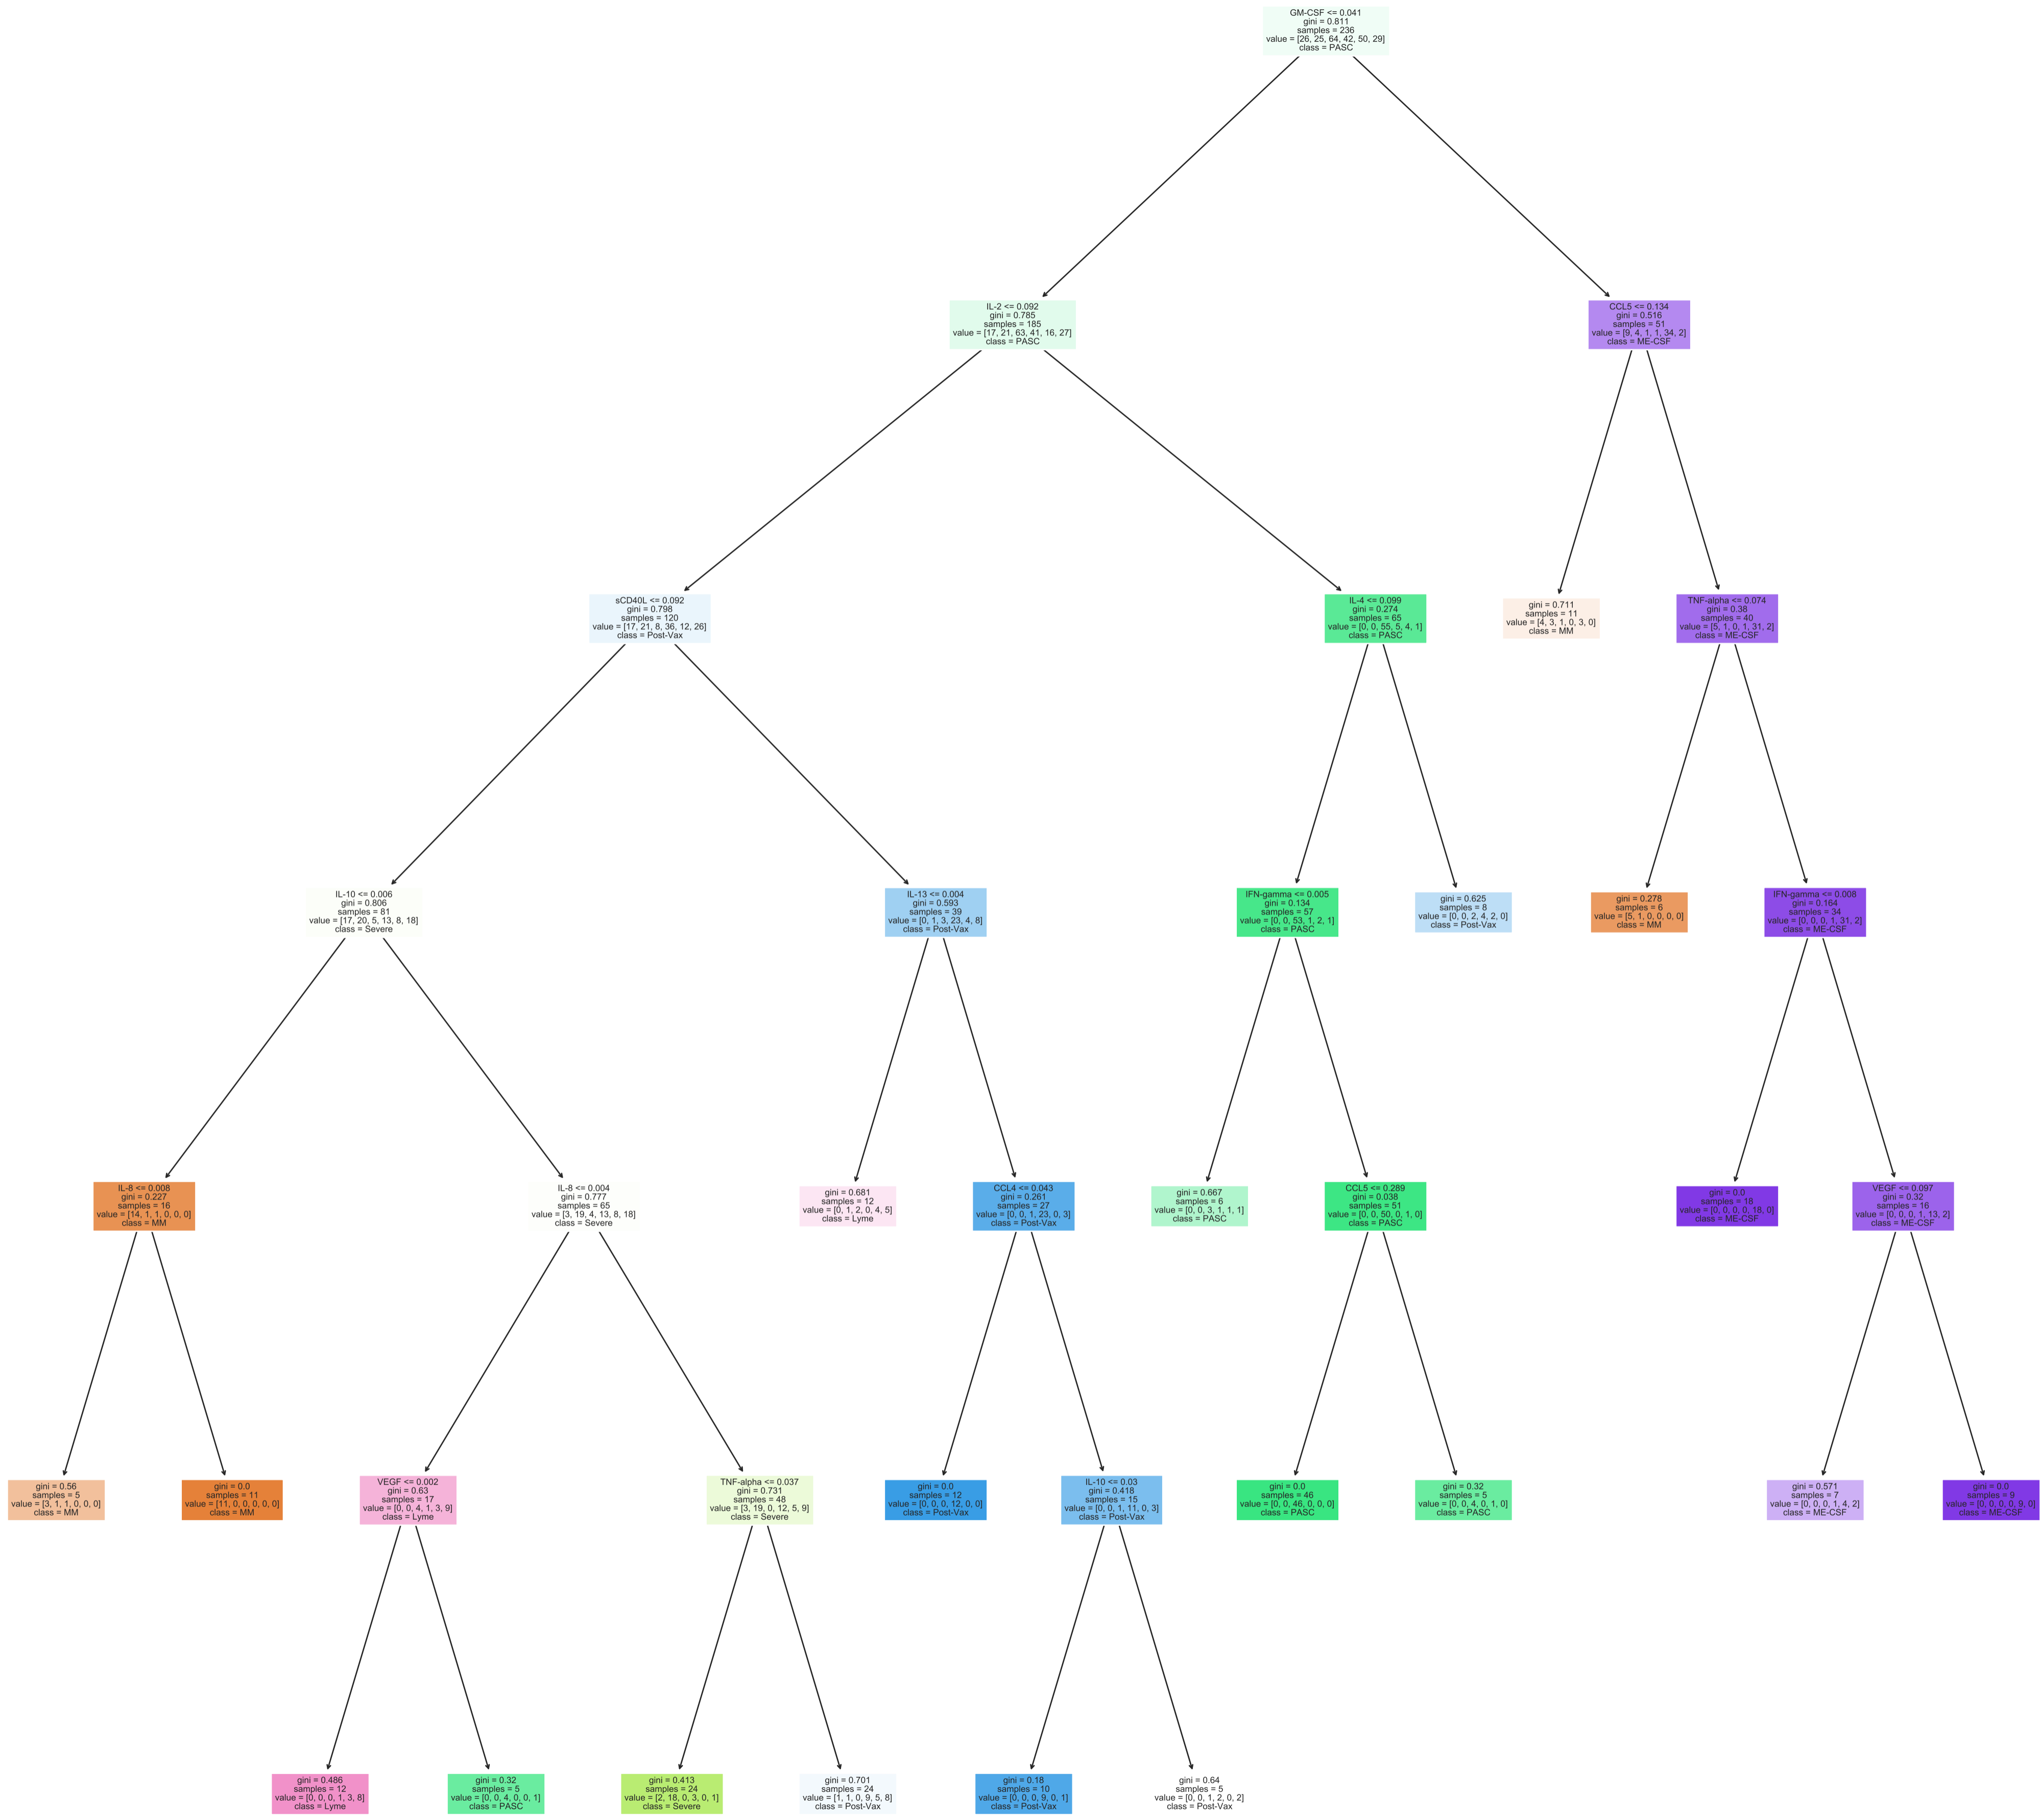 GM-CSF <= 0.041
gini = 0.811
samples = 236
value = [26, 25, 64, 42, 50, 29]
class = PASC
IL-2 <= 0.092
gini = 0.785
samples = 185
value = [17, 21, 63, 41, 16, 27]
class = PASC
CCL5 <= 0.134
gini = 0.516
samples = 51
value = [9, 4, 1, 1, 34, 2]
class = ME-CSF
sCD40L <= 0.092
gini = 0.798
samples = 120
value = [17, 21, 8, 36, 12, 26]
class = Post-Vax
IL-4 <= 0.099
gini = 0.274
samples = 65
value = [0, 0, 55, 5, 4, 1]
class = PASC
gini = 0.711
samples = 11
value = [4, 3, 1, 0, 3, 0]
class = MM
TNF-alpha <= 0.074
gini = 0.38
samples = 40
value = [5, 1, 0, 1, 31, 2]
class = ME-CSF
IL-10 <= 0.006
gini = 0.806
samples = 81
value = [17, 20, 5, 13, 8, 18]
class = Severe
IL-13 <= 0.004
gini = 0.593
samples = 39
value = [0, 1, 3, 23, 4, 8]
class = Post-Vax
IFN-gamma <= 0.005
gini = 0.134
samples = 57
value = [0, 0, 53, 1, 2, 1]
class = PASC
gini = 0.625
samples = 8
value = [0, 0, 2, 4, 2, 0]
class = Post-Vax
gini = 0.278
samples = 6
value = [5, 1, 0, 0, 0, 0]
class = MM
IFN-gamma <= 0.008
gini = 0.164
samples = 34
value = [0, 0, 0, 1, 31, 2]
class = ME-CSF
IL-8 <= 0.008
gini = 0.227
samples = 16
value = [14, 1, 1, 0, 0, 0]
class = MM
IL-8 <= 0.004
gini = 0.777
samples = 65
value = [3, 19, 4, 13, 8, 18]
class = Severe
gini = 0.681
samples = 12
value = [0, 1, 2, 0, 4, 5]
class = Lyme
CCL4 <= 0.043
gini = 0.261
samples = 27
value = [0, 0, 1, 23, 0, 3]
class = Post-Vax
gini = 0.667
samples = 6
value = [0, 0, 3, 1, 1, 1]
class = PASC
CCL5 <= 0.289
gini = 0.038
samples = 51
value = [0, 0, 50, 0, 1, 0]
class = PASC
gini = 0.0
samples = 18
value = [0, 0, 0, 0, 18, 0]
class = ME-CSF
VEGF <= 0.097
gini = 0.32
samples = 16
value = [0, 0, 0, 1, 13, 2]
class = ME-CSF
gini = 0.56
samples = 5
value = [3, 1, 1, 0, 0, 0]
class = MM
gini = 0.0
samples = 11
value = [11, 0, 0, 0, 0, 0]
class = MM
VEGF <= 0.002
gini = 0.63
samples = 17
value = [0, 0, 4, 1, 3, 9]
class = Lyme
TNF-alpha <= 0.037
gini = 0.731
samples = 48
value = [3, 19, 0, 12, 5, 9]
class = Severe
gini = 0.0
samples = 12
value = [0, 0, 0, 12, 0, 0]
class = Post-Vax
IL-10 <= 0.03
gini = 0.418
samples = 15
value = [0, 0, 1, 11, 0, 3]
class = Post-Vax
gini = 0.0
samples = 46
value = [0, 0, 46, 0, 0, 0]
class = PASC
gini = 0.32
samples = 5
value = [0, 0, 4, 0, 1, 0]
class = PASC
gini = 0.571
samples = 7
value = [0, 0, 0, 1, 4, 2]
class = ME-CSF
gini = 0.0
samples = 9
value = [0, 0, 0, 0, 9, 0]
class = ME-CSF
gini = 0.486
samples = 12
value = [0, 0, 0, 1, 3, 8]
class = Lyme
gini = 0.32
samples = 5
value = [0, 0, 4, 0, 0, 1]
class = PASC
gini = 0.413
samples = 24
value = [2, 18, 0, 3, 0, 1]
class = Severe
gini = 0.701
samples = 24
value = [1, 1, 0, 9, 5, 8]
class = Post-Vax
gini = 0.18
samples = 10
value = [0, 0, 0, 9, 0, 1]
class = Post-Vax
gini = 0.64
samples = 5
value = [0, 0, 1, 2, 0, 2]
class = Post-Vax